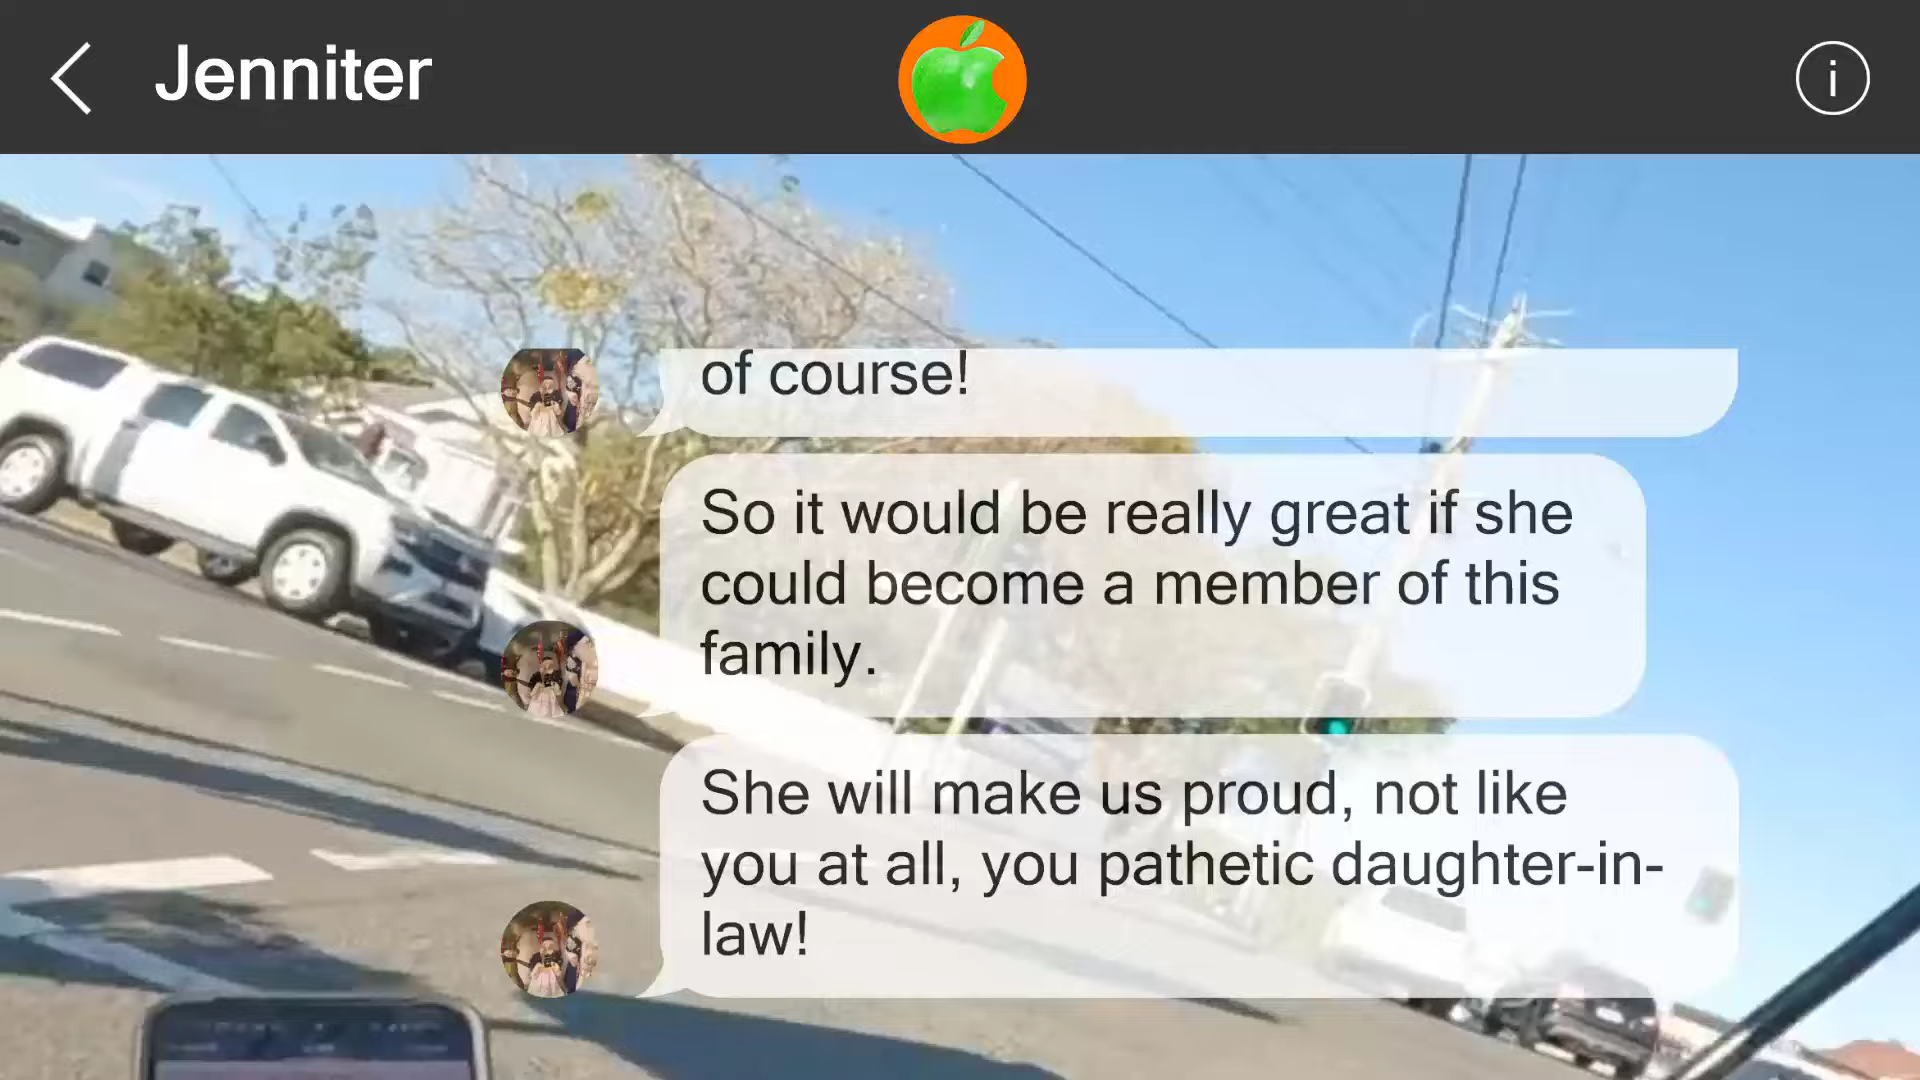 Jenniter
i
of course!
So it would be really great if she
could become a member of this
family.
She will make us proud, not like
you at all, you pathetic daughter-in-
law!